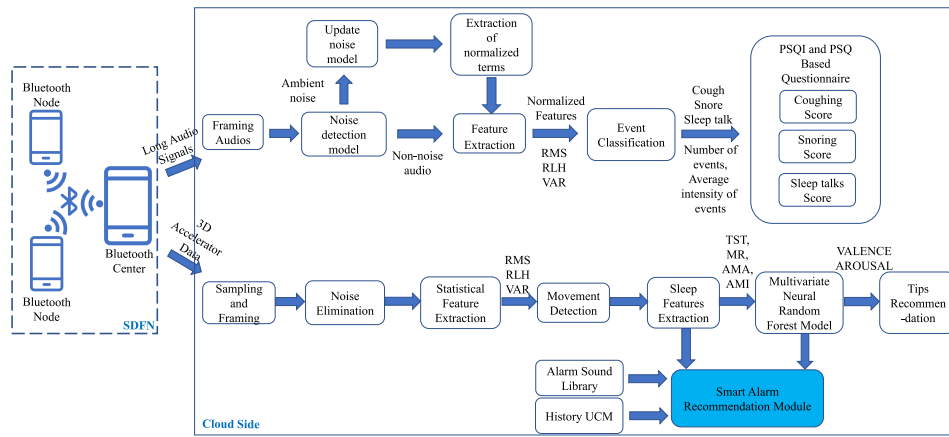 Bluetooth
Node
Bluetooth
Center
Bluetooth
Node
SDFN
Long Audio
Signals
3D
Accelerator
Data
Update
noise
model
Extraction
of
normalized
terms
Ambient
noise
Framing
Audios
Noise
detection
model
Non-noise
audio
Feature
Extraction
Normalized
Features
RMS
RLH
VAR
Event
Classification
Cough
Snore
Sleep talk
Number of
events,
Average
intensity of
events
PSQI and PSQ
Based
Questionnaire
Coughing
Score
Snoring
Score
Sleep talks
Score
Sampling
and
Framing
Noise
Elimination
Statistical
Feature
Extraction
RMS
RLH
VAR
Movement
Detection
Sleep
Features
Extraction
TST,
MR,
AMA,
AMI
Multivariate
Neural
Random
Forest Model
VALENCE
AROUSAL
Tips
Recommen
-dation
Alarm Sound
Library
History UCM
Smart Alarm
Recommendation Module
Cloud Side